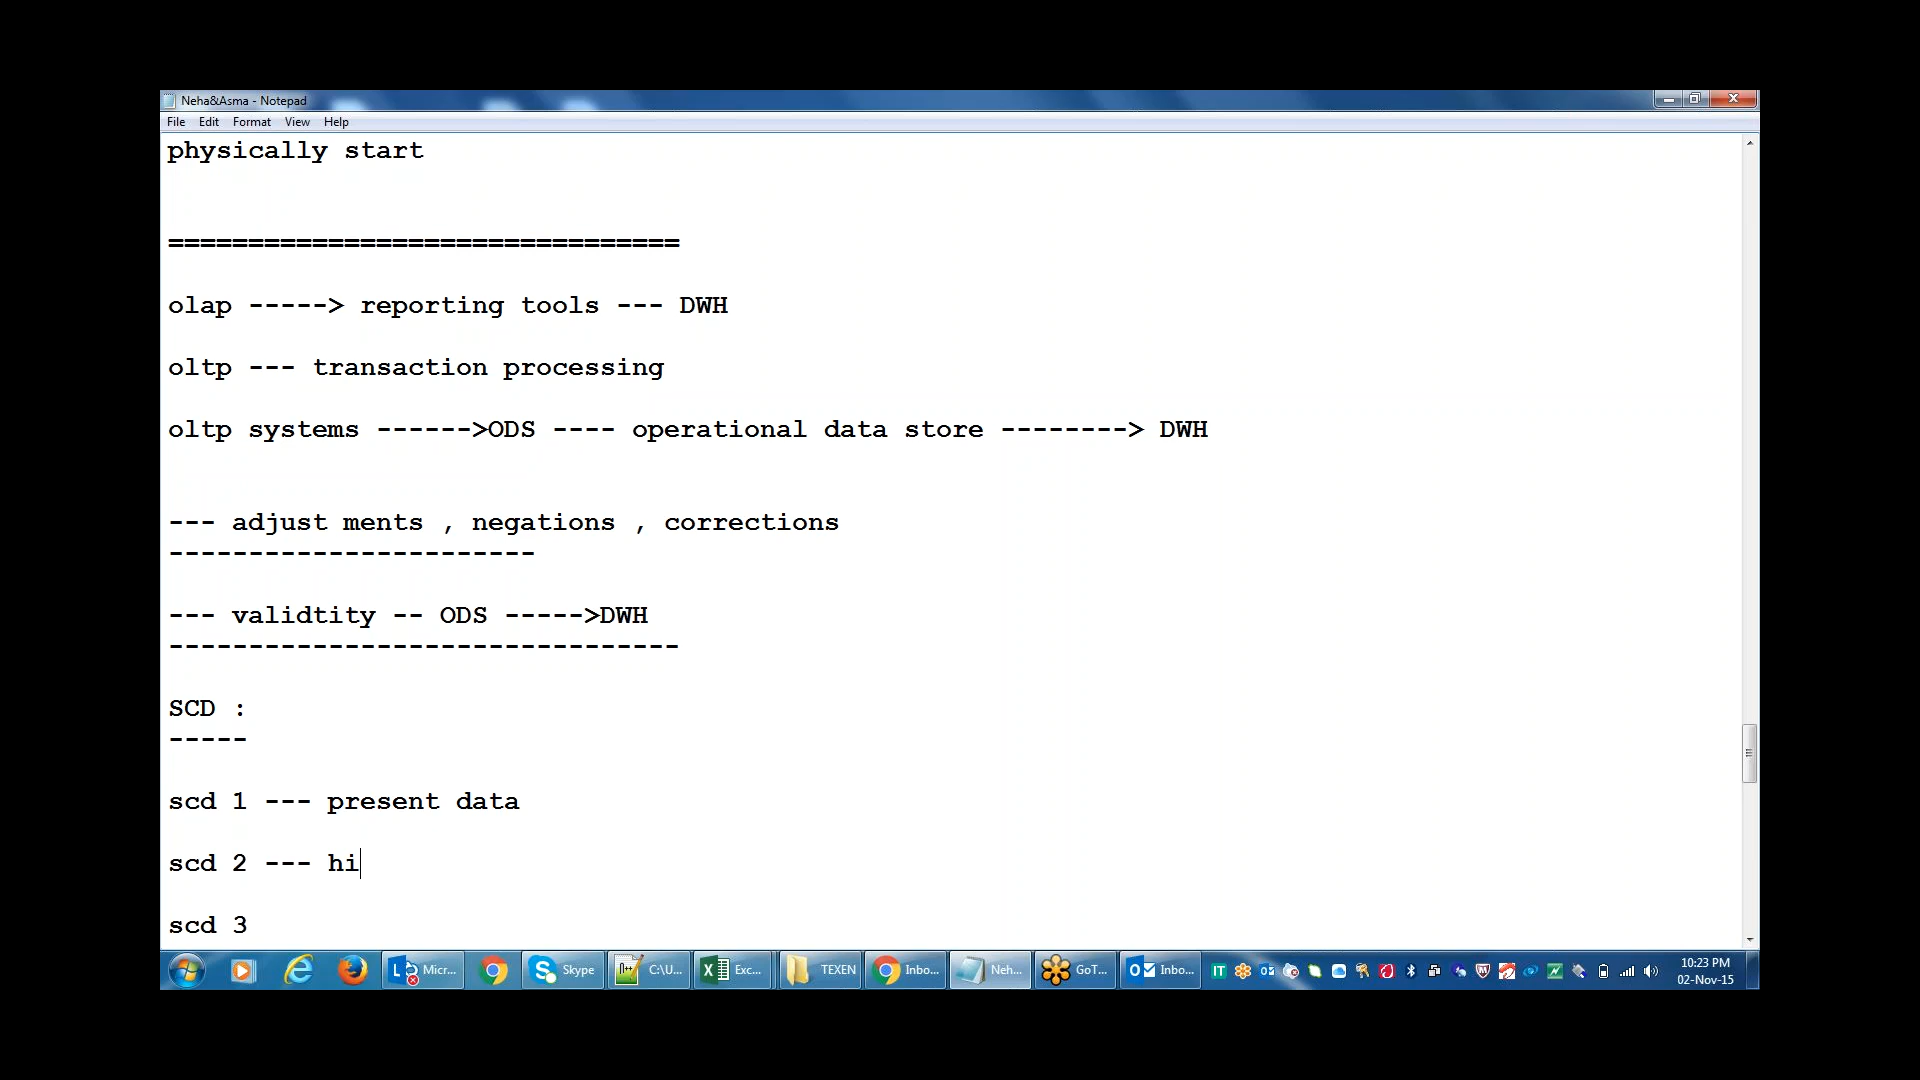 Neha&Asma - Notepad
File Edit Format View Help
physically start
================================
olap -----> reporting tools --- DWH
oltp --- transaction processing
oltp systems ------>ODS ---- operational data store --------> DWH
--- adjust ments , negations , corrections
-----------------------
--- validtity -- ODS ----->DWH
--------------------------------
SCD :
-----
scd 1 --- present data
scd 2 --- hi
scd 3
Micr... Skype C:\U... Exc... TEXEN Inbo... Neh... GoT... Inbo... IT 10:23 PM
02-Nov-15